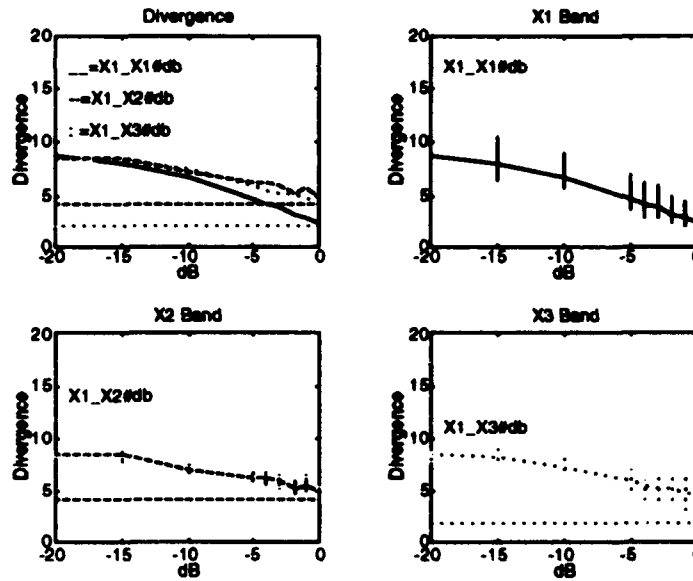 Divergence
20
15
10
5
0
Divergence
__=X1_X1#db
--=X1_X2#db
: =X1_X3#db
-20 -15 -10 -5 0
dB
X1 Band
20
15
10
5
0
Divergence
X1_X1#db
-20 -15 -10 -5 0
dB
X2 Band
20
15
10
5
0
Divergence
X1_X2#db
-20 -15 -10 -5 0
dB
X3 Band
20
15
10
5
0
Divergence
X1_X3#db
-20 -15 -10 -5 0
dB